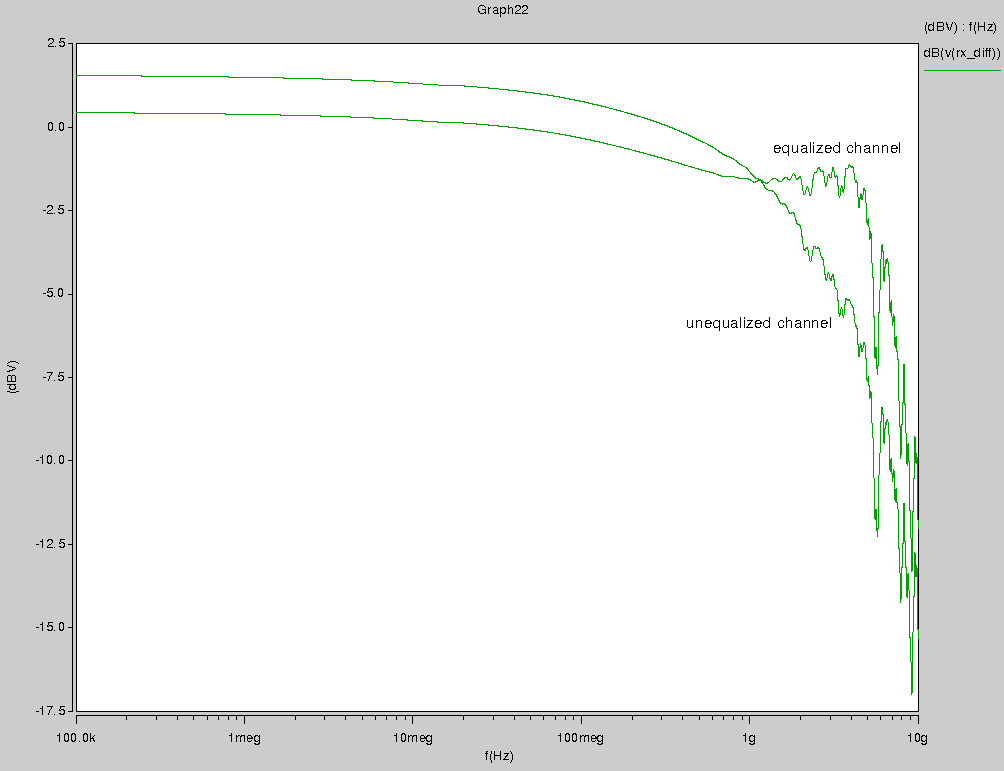 Graph22
(dBV) : f(Hz)
dB(v(rx_diff))
2.5
0.0
-2.5
-5.0
-7.5
-10.0
-12.5
-15.0
-17.5
(dBV)
equalized channel
unequalized channel
100.0k 1meg 10meg 100meg 1g 10g
f(Hz)